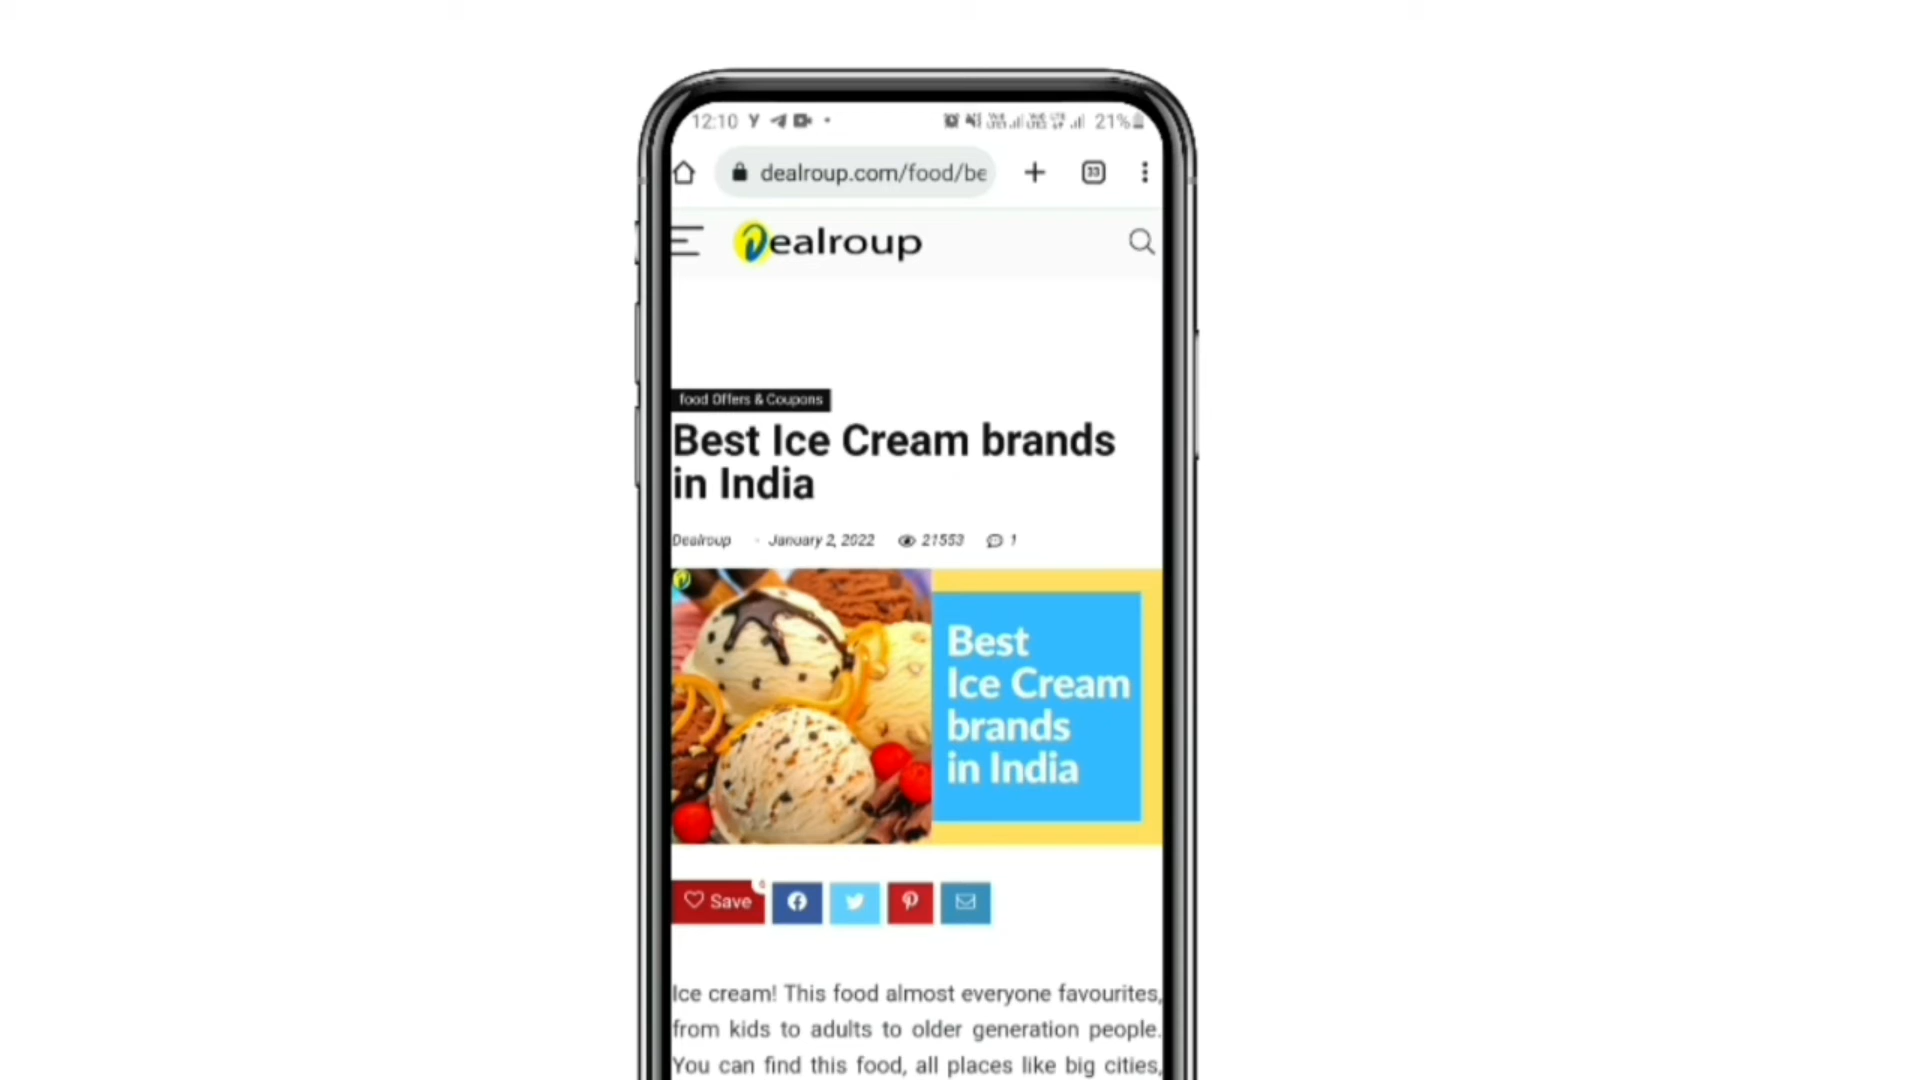 12:10
21%
dealroup.com/food/be
33
Dealroup
food Offers & Coupons
Best Ice Cream brands
in India
Dealroup - January 2, 2022 21553 1
Best
Ice Cream
brands
in India
Save
Ice cream! This food almost everyone favourites,
from kids to adults to older generation people.
You can find this food, all places like big cities,